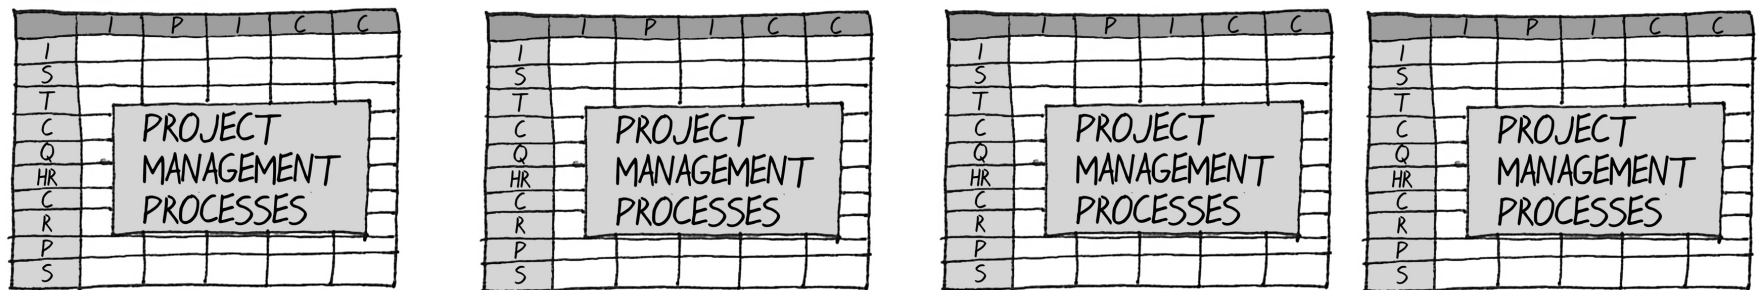 I P I C C
I
S
T
C
Q
HR
C
R
P
S
PROJECT
MANAGEMENT
PROCESSES
I P I C C
I
S
T
C
Q
HR
C
R
P
S
PROJECT
MANAGEMENT
PROCESSES
I P I C C
I
S
T
C
Q
HR
C
R
P
S
PROJECT
MANAGEMENT
PROCESSES
I P I C C
I
S
T
C
Q
HR
C
R
P
S
PROJECT
MANAGEMENT
PROCESSES